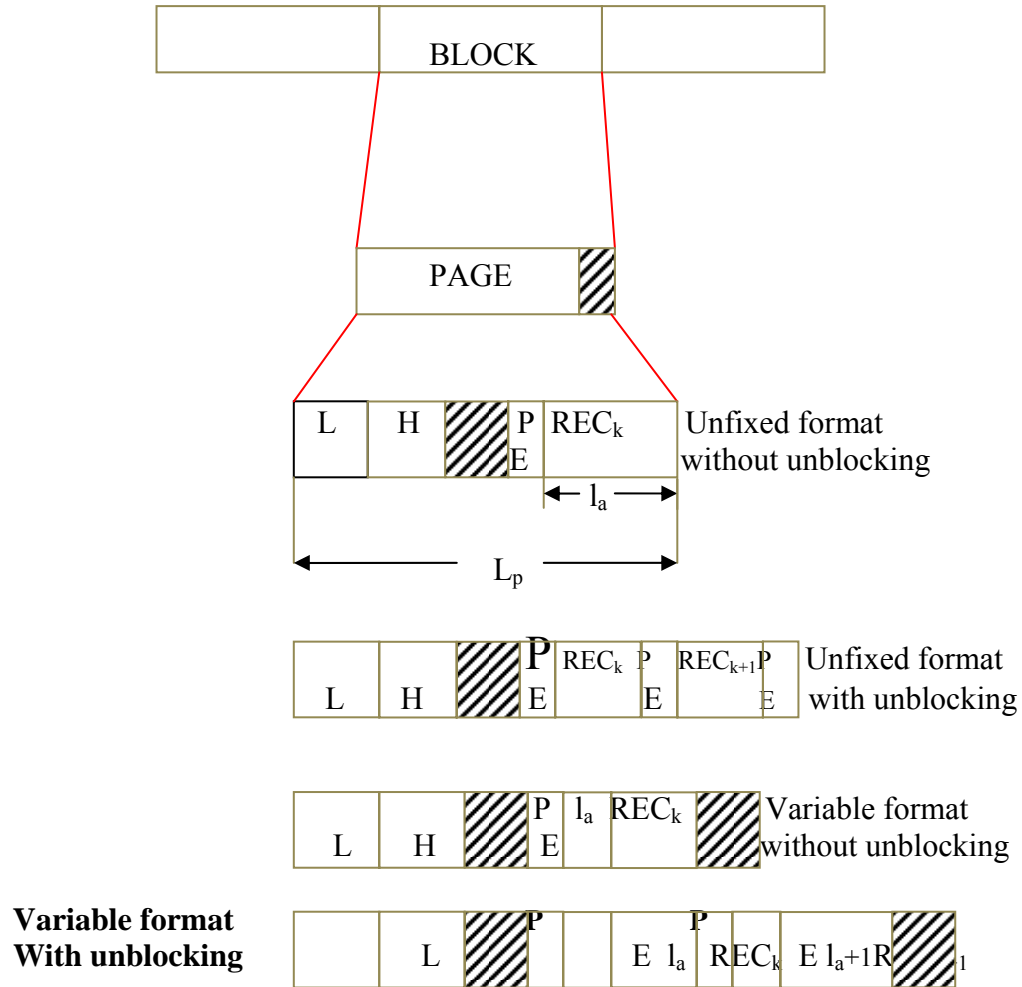 BLOCK
PAGE
L H P REC_k Unfixed format
E without unblocking
l_a
L_p
P REC_k P REC_k+1 P Unfixed format
L H E E E with unblocking
P l_a REC_k Variable format
L H E without unblocking
Variable format P P
With unblocking L E l_a REC_k E l_a+1R 1